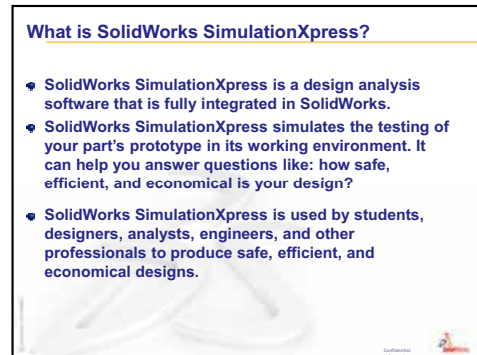 What is SolidWorks SimulationXpress?
SolidWorks SimulationXpress is a design analysis
software that is fully integrated in SolidWorks.
SolidWorks SimulationXpress simulates the testing of
your part's prototype in its working environment. It
can help you answer questions like: how safe,
efficient, and economical is your design?
SolidWorks SimulationXpress is used by students,
designers, analysts, engineers, and other
professionals to produce safe, efficient, and
economical designs.
Confidential